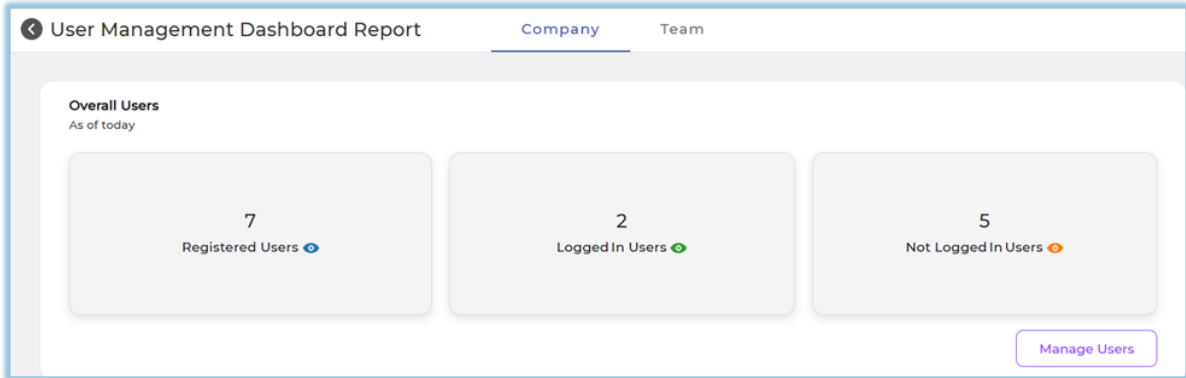 User Management Dashboard Report
Company
Team
Overall Users
As of today
7
Registered Users
2
Logged In Users
5
Not Logged In Users
Manage Users